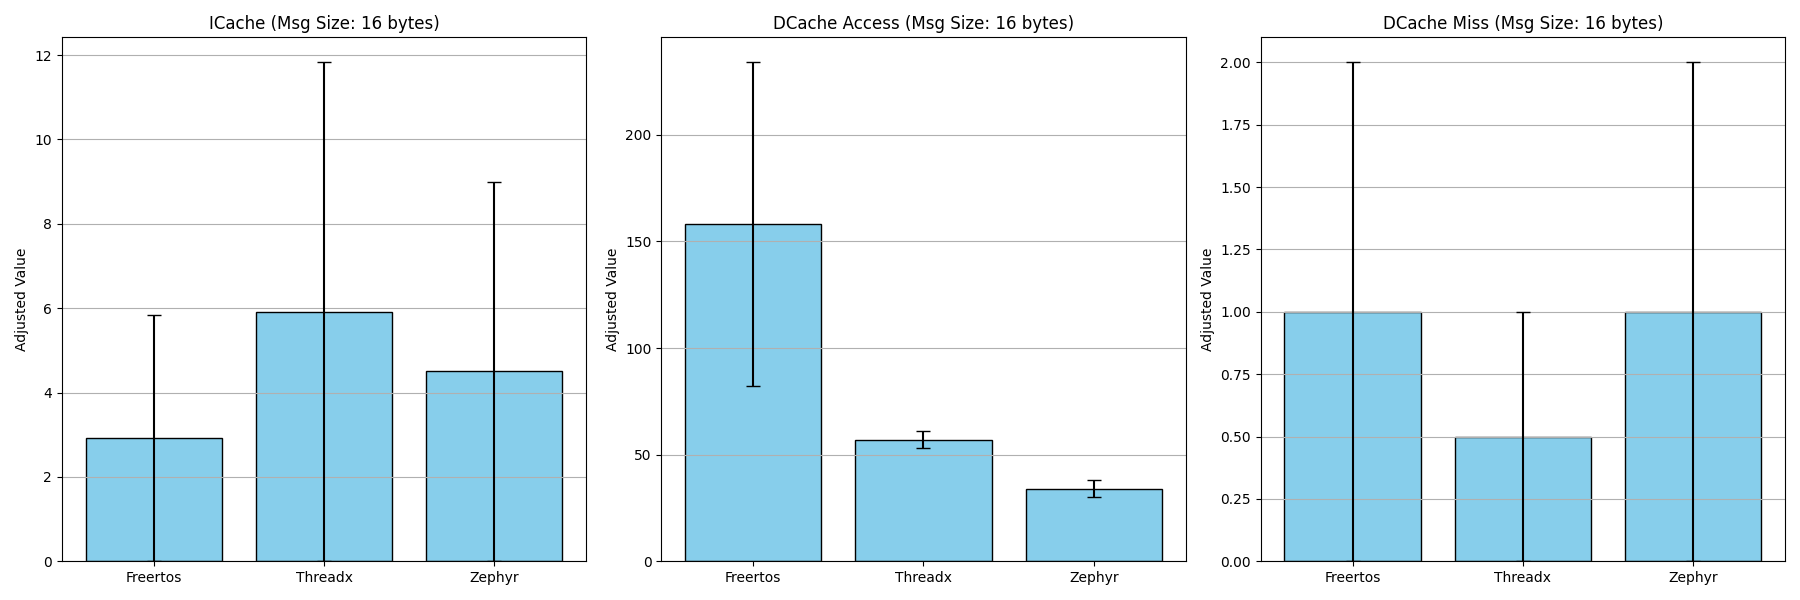 ICache (Msg Size: 16 bytes)
Adjusted Value
12
10
8
6
4
2
0
Freertos
Threadx
Zephyr
DCache Access (Msg Size: 16 bytes)
Adjusted Value
200
150
100
50
0
Freertos
Threadx
Zephyr
DCache Miss (Msg Size: 16 bytes)
Adjusted Value
2.00
1.75
1.50
1.25
1.00
0.75
0.50
0.25
0.00
Freertos
Threadx
Zephyr